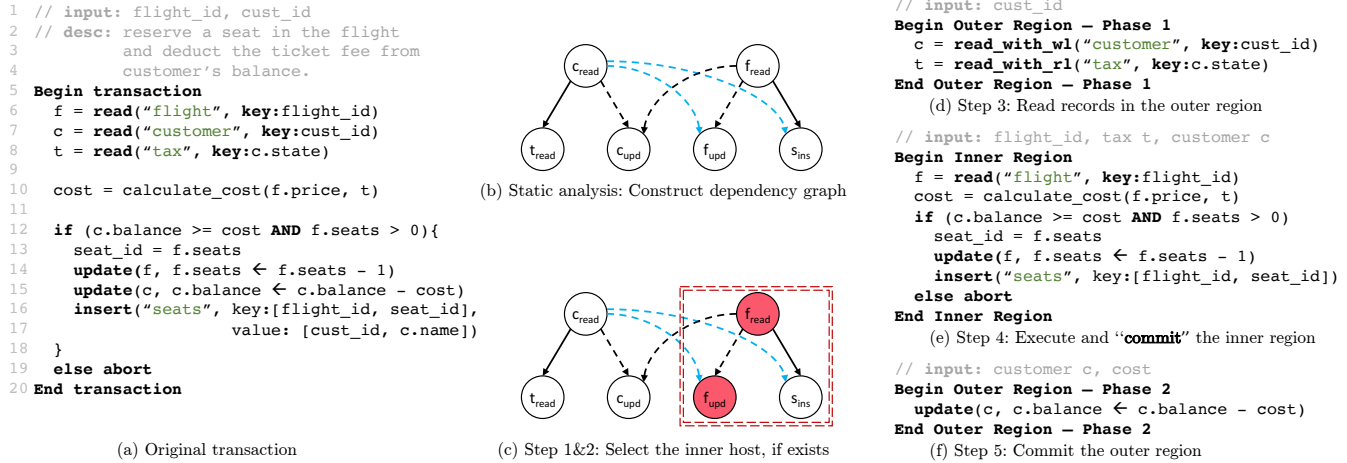 1 // input: flight_id, cust_id
2 // desc: reserve a seat in the flight
3 and deduct the ticket fee from
4 customer's balance.
5 Begin transaction
6 f = read(“flight”, key:flight_id)
7 c = read(“customer”, key:cust_id)
8 t = read(“tax”, key:c.state)
9
10 cost = calculate_cost(f.price, t)
11
12 if (c.balance >= cost AND f.seats > 0){
13 seat_id = f.seats
14 update(f, f.seats ← f.seats - 1)
15 update(c, c.balance ← c.balance - cost)
16 insert(“seats”, key:[flight_id, seat_id],
17 value: [cust_id, c.name])
18 }
19 else abort
20 End transaction
(a) Original transaction
c_read
f_read
t_read
c_upd
f_upd
s_ins
(b) Static analysis: Construct dependency graph
c_read
f_read
t_read
c_upd
f_upd
s_ins
(c) Step 1&2: Select the inner host, if exists
// input: cust_id
Begin Outer Region – Phase 1
c = read_with_wl(“customer”, key:cust_id)
t = read_with_rl(“tax”, key:c.state)
End Outer Region – Phase 1
(d) Step 3: Read records in the outer region
// input: flight_id, tax t, customer c
Begin Inner Region
f = read(“flight”, key:flight_id)
cost = calculate_cost(f.price, t)
if (c.balance >= cost AND f.seats > 0)
seat_id = f.seats
update(f, f.seats ← f.seats - 1)
insert(“seats”, key:[flight_id, seat_id])
else abort
End Inner Region
(e) Step 4: Execute and “commit” the inner region
// input: customer c, cost
Begin Outer Region – Phase 2
update(c, c.balance ← c.balance - cost)
End Outer Region – Phase 2
(f) Step 5: Commit the outer region